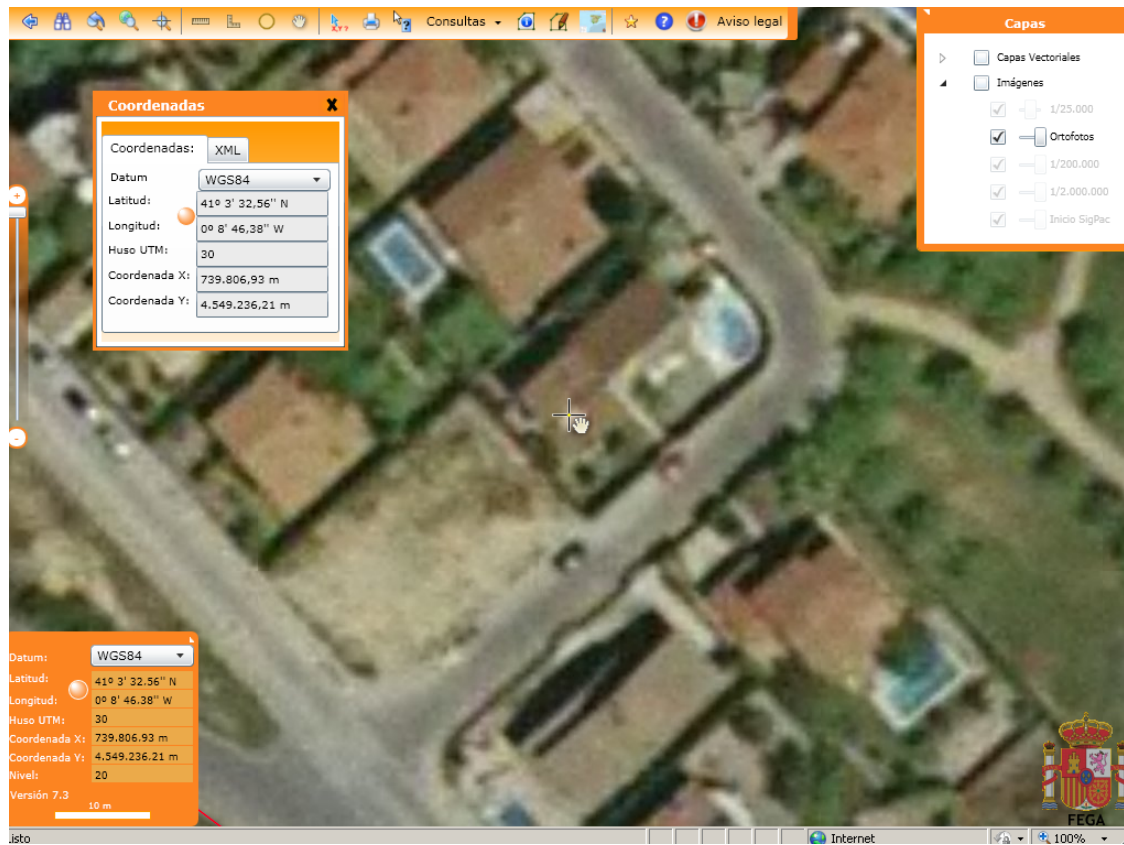 Consultas
Aviso legal
Capas
Capas Vectoriales
Imágenes
1/25.000
Ortofotos
1/200.000
1/2.000.000
Inicio SigPac
Coordenadas
Coordenadas:
XML
Datum
WGS84
Latitud:
41º 3' 32,56'' N
Longitud:
0º 8' 46,38'' W
Huso UTM:
30
Coordenada X:
739.806,93 m
Coordenada Y:
4.549.236,21 m
Datum:
WGS84
Latitud:
41º 3' 32.56'' N
Longitud:
0º 8' 46.38'' W
Huso UTM:
30
Coordenada X:
739.806.93 m
Coordenada Y:
4.549.236.21 m
Nivel:
20
Versión 7.3
10 m
FEGA
Listo
Internet
100%